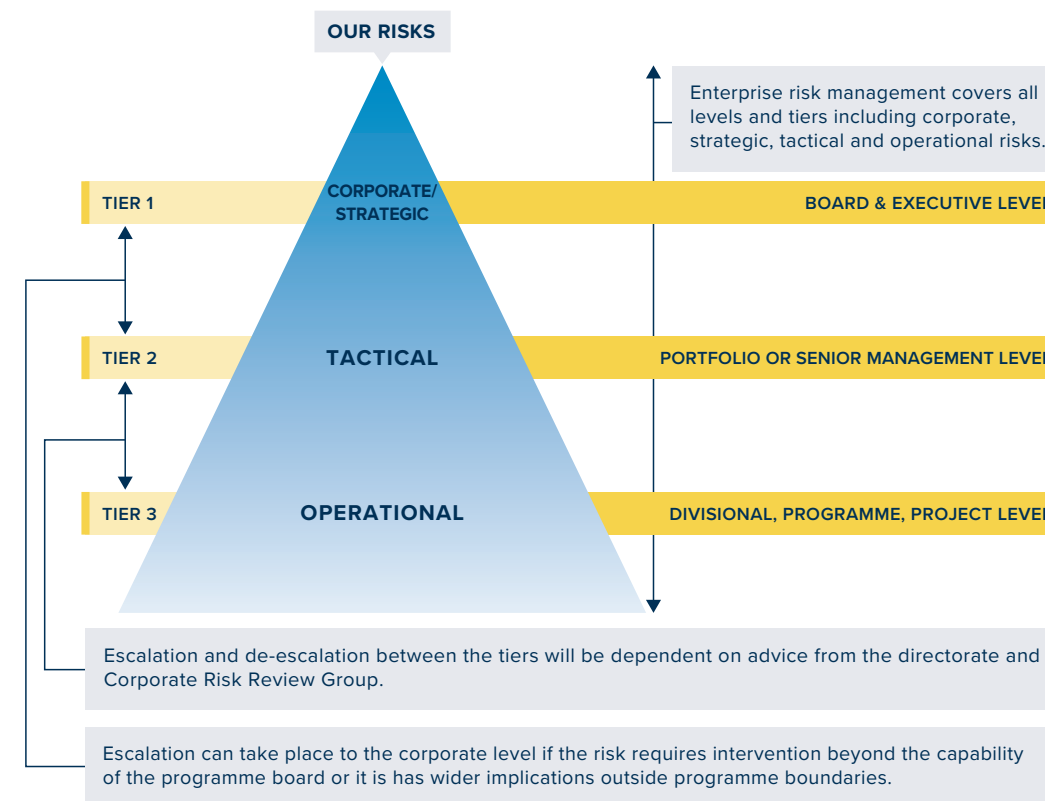 OUR RISKS
Enterprise risk management covers all
levels and tiers including corporate,
strategic, tactical and operational risks.
TIER 1
CORPORATE/
STRATEGIC
BOARD & EXECUTIVE LEVEL
TIER 2
TACTICAL
PORTFOLIO OR SENIOR MANAGEMENT LEVEL
TIER 3
OPERATIONAL
DIVISIONAL, PROGRAMME, PROJECT LEVEL
Escalation and de-escalation between the tiers will be dependent on advice from the directorate and
Corporate Risk Review Group.
Escalation can take place to the corporate level if the risk requires intervention beyond the capability
of the programme board or it is has wider implications outside programme boundaries.